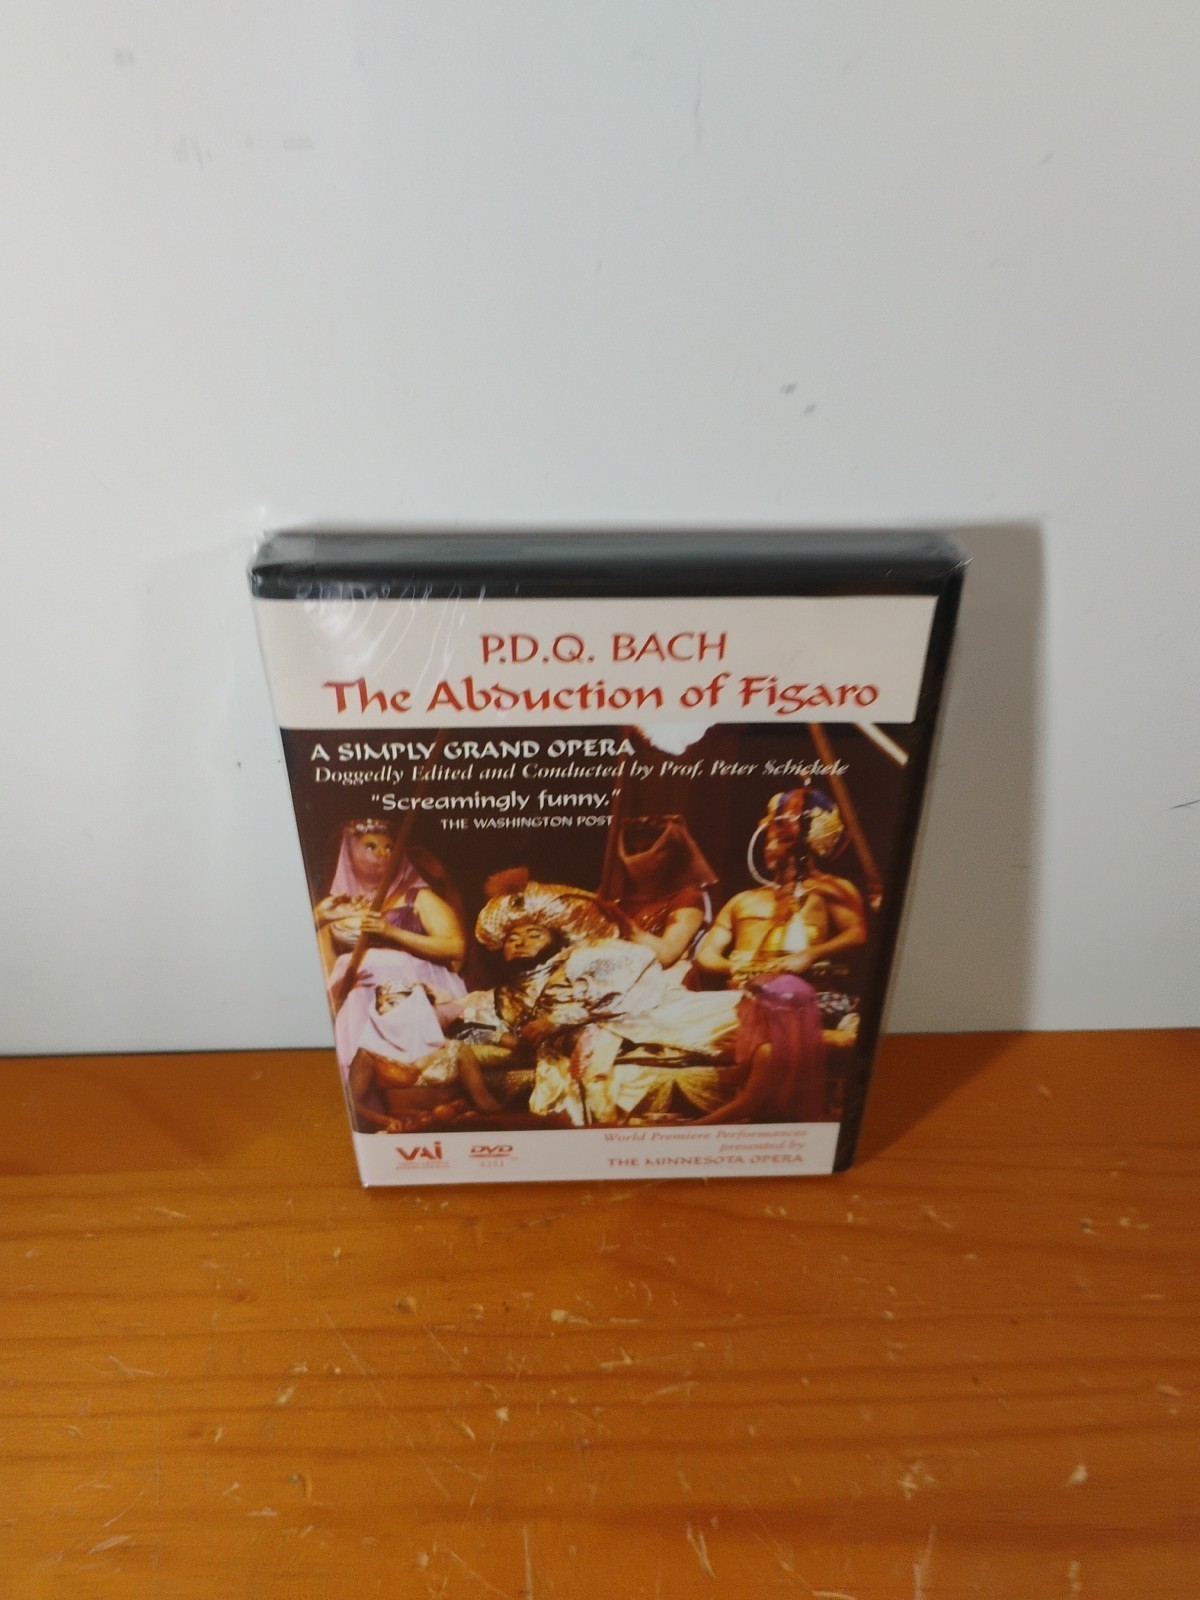 P.D.Q. BACH
The Abduction of Figaro
A SIMPLY GRAND OPERA
Doggedly Edited and Conducted by Prof. Peter Schickele
"Screamingly funny."
THE WASHINGTON POST
VAI
DVD
World Premiere Performances
presented by
THE MINNESOTA OPERA